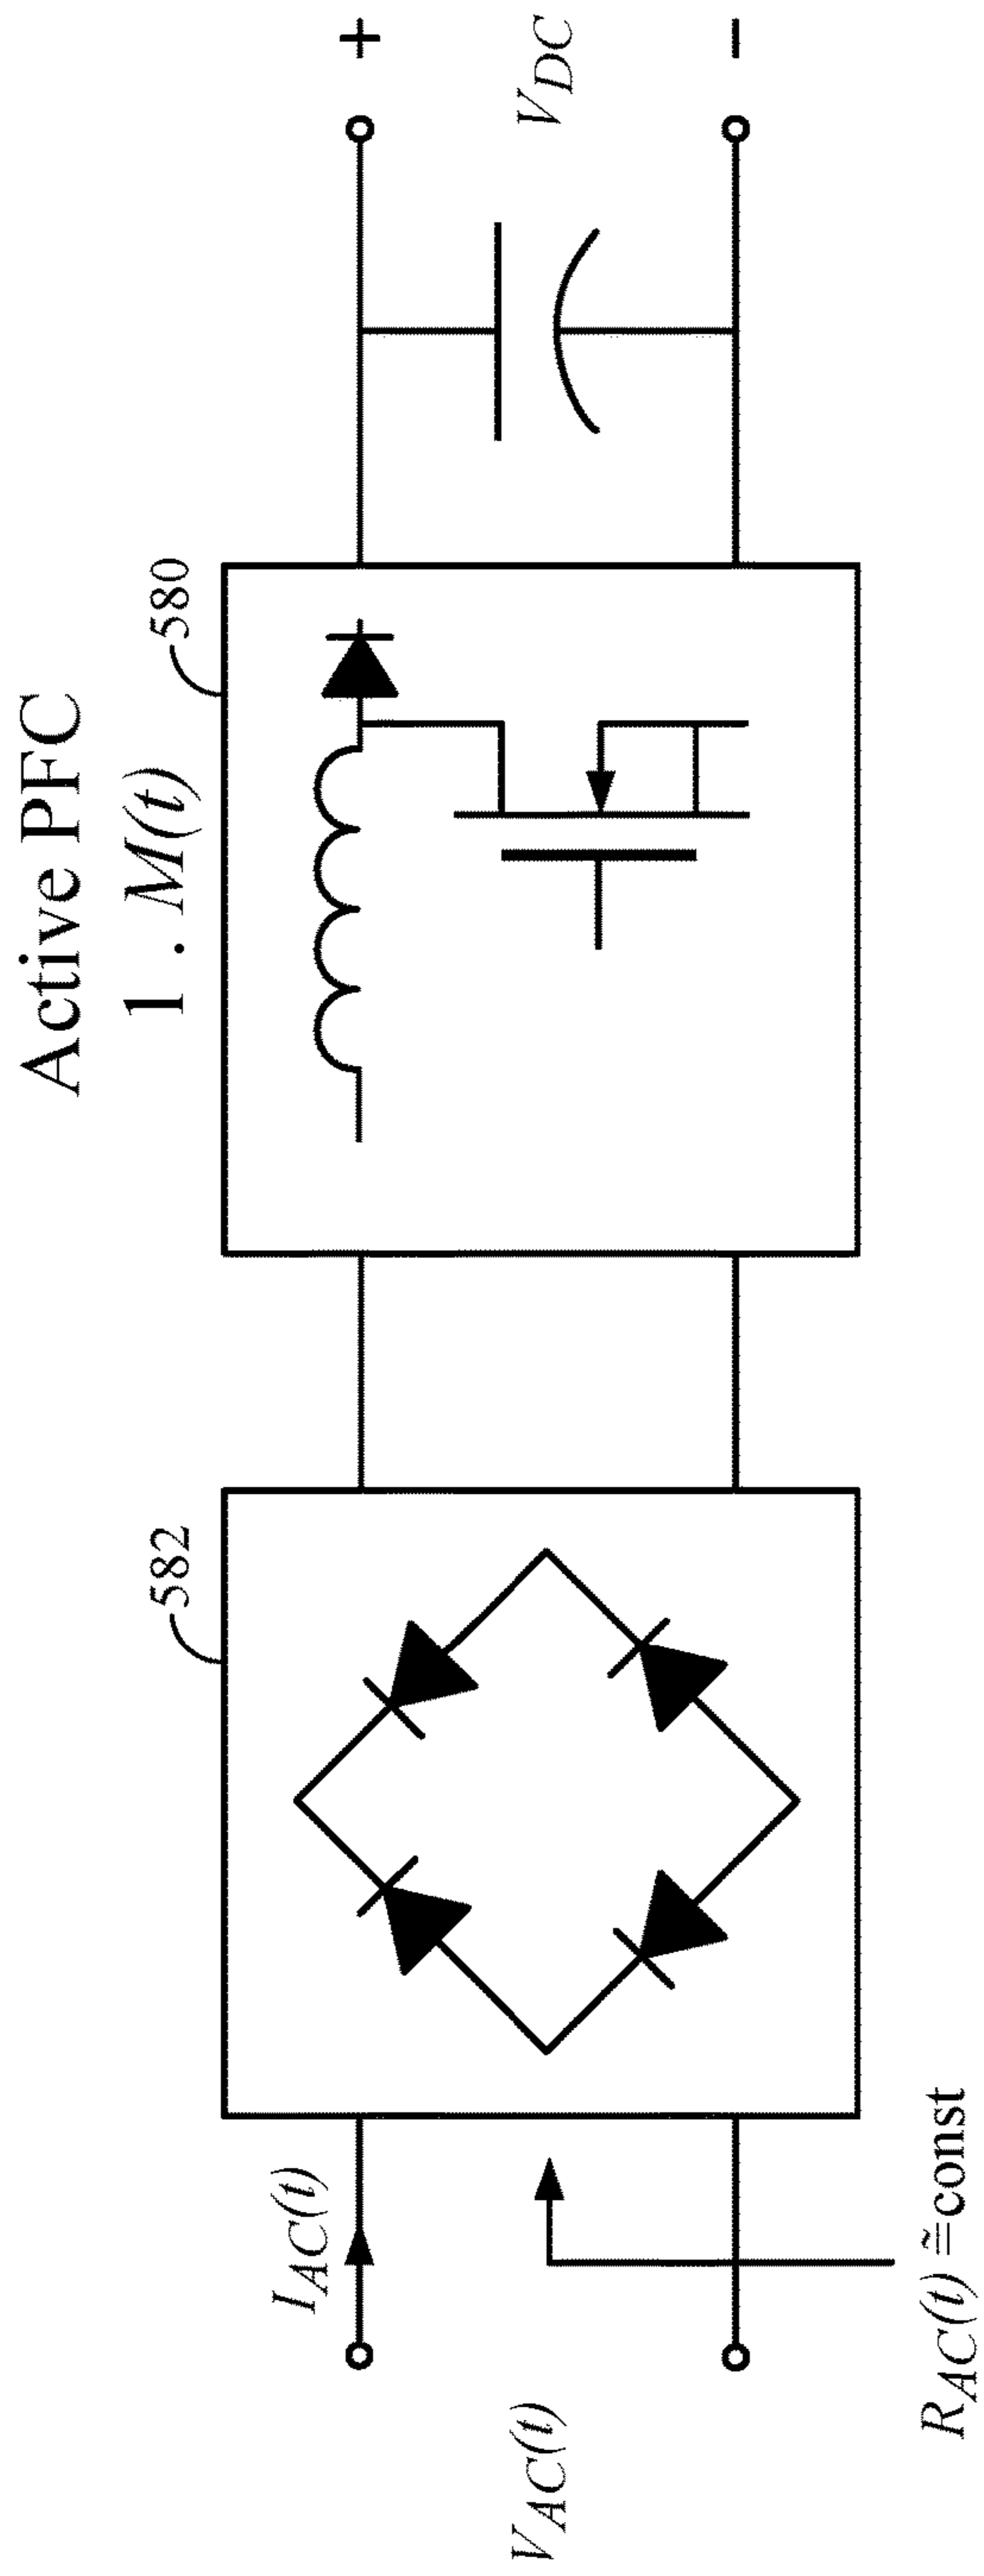 Active PFC
1 . M(t)
582
580
I_AC(t)
V_AC(t)
R_AC(t) ≅const
+
V_DC
−